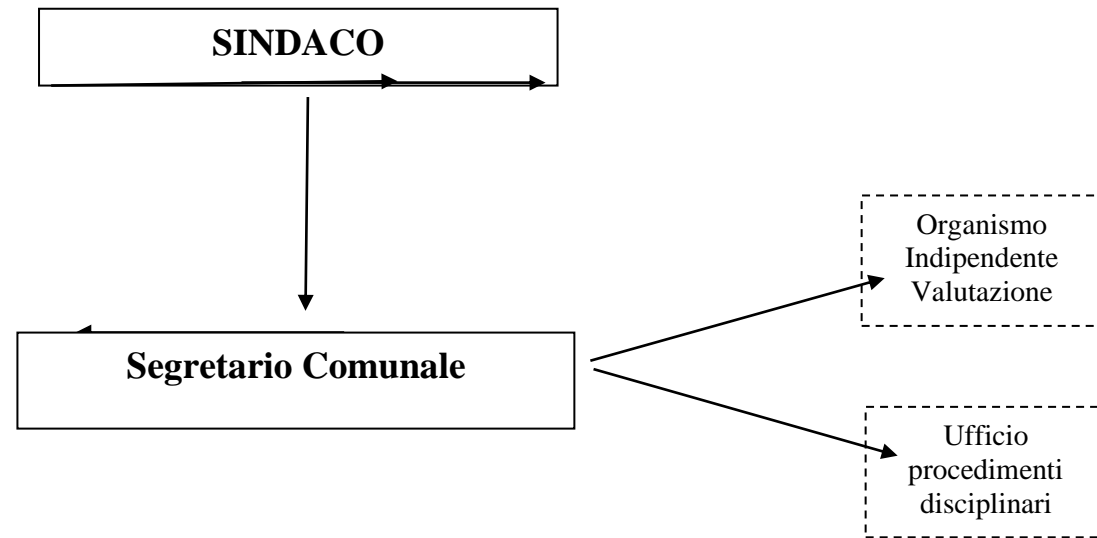 SINDACO
Organismo
Indipendente
Valutazione
Segretario Comunale
Ufficio
procedimenti
disciplinari